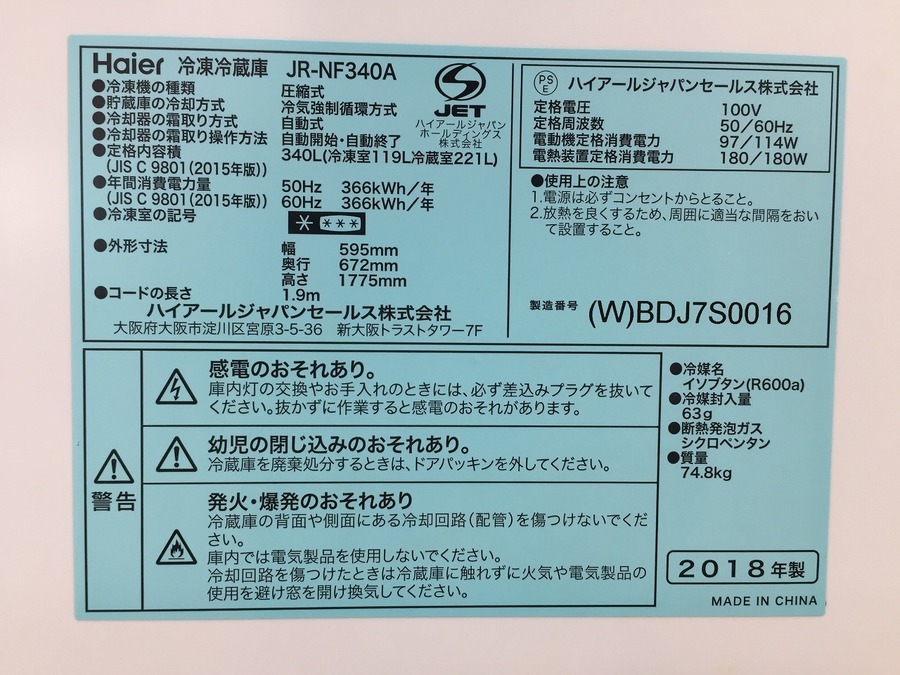 Haier 冷凍冷蔵庫 JR-NF340A
●冷凍機の種類 圧縮式
●貯蔵庫の冷却方式 冷気強制循環方式
●冷却器の霜取り方式 自動式
●冷却器の霜取り操作方法 自動開始・自動終了
●定格内容積 340L(冷凍室119L冷蔵室221L)
(JIS C 9801(2015年版))
●年間消費電力量 50Hz 366kWh/年
(JIS C 9801(2015年版)) 60Hz 366kWh/年
●冷凍室の記号
●外形寸法 幅 595mm
奥行 672mm
高さ 1775mm
●コードの長さ 1.9m
ハイアールジャパンセールス株式会社
大阪府大阪市淀川区宮原3-5-36 新大阪トラストタワー7F
JET
ハイアールジャパン
ホールディングス
株式会社
PS
E
ハイアールジャパンセールス株式会社
定格電圧 100V
定格周波数 50/60Hz
電動機定格消費電力 97/114W
電熱装置定格消費電力 180/180W
●使用上の注意
1.電源は必ずコンセントからとること。
2.放熱を良くするため、周囲に適当な間隔をおい
て設置すること。
製造番号 (W)BDJ7S0016
警告
感電のおそれあり。
庫内灯の交換やお手入れのときには、必ず差込みプラグを抜いて
ください。抜かずに作業すると感電のおそれがあります。
幼児の閉じ込めのおそれあり。
冷蔵庫を廃棄処分するときは、ドアパッキンを外してください。
発火・爆発のおそれあり
冷蔵庫の背面や側面にある冷却回路(配管)を傷つけないでくだ
さい。
庫内では電気製品を使用しないでください。
冷却回路を傷つけたときは冷蔵庫に触れずに火気や電気製品の
使用を避け窓を開け換気してください。
●冷媒名
イソブタン(R600a)
●冷媒封入量
63g
●断熱発泡ガス
シクロペンタン
●質量
74.8kg
2018年製
MADE IN CHINA